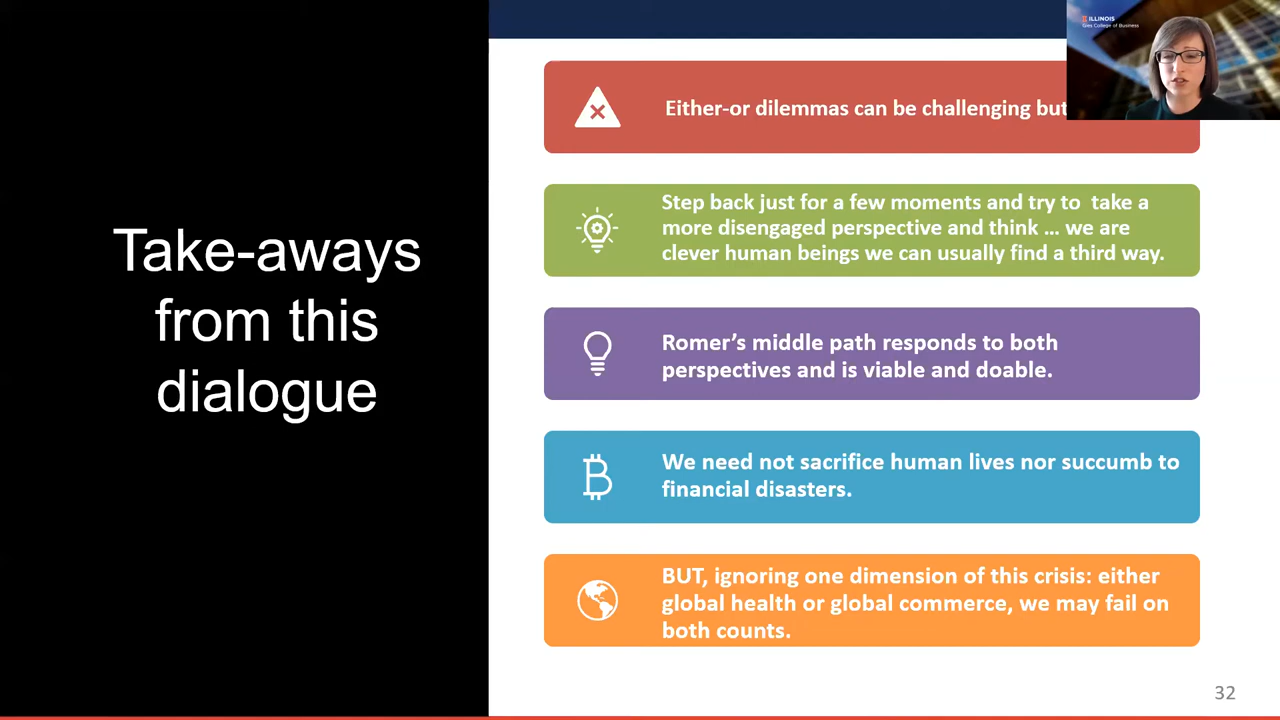 Take-aways
from this
dialogue
Either-or dilemmas can be challenging but
Step back just for a few moments and try to take a
more disengaged perspective and think ... we are
clever human beings we can usually find a third way.
Romer's middle path responds to both
perspectives and is viable and doable.
We need not sacrifice human lives nor succumb to
financial disasters.
BUT, ignoring one dimension of this crisis: either
global health or global commerce, we may fail on
both counts.
32
ILLINOIS
Gies College of Business